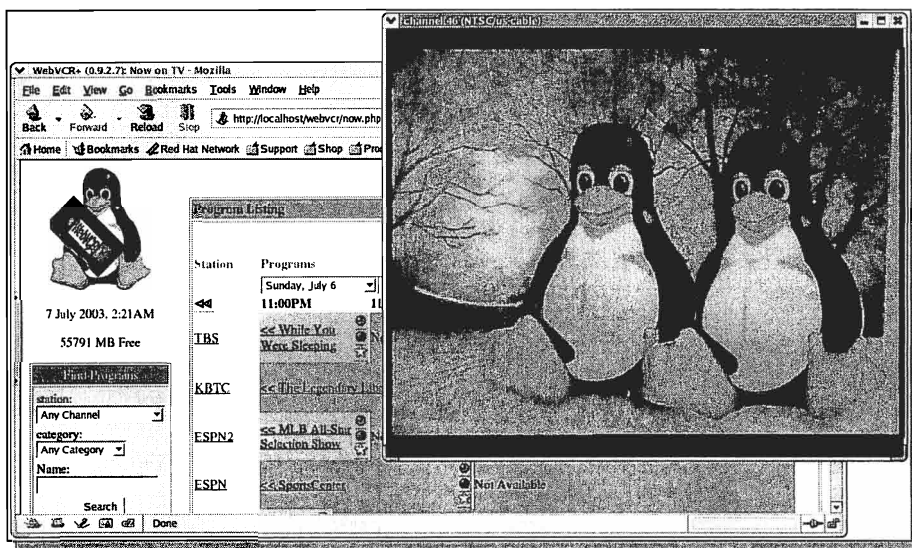 Channel 46 (NTSC/us-cable)
WebVCR+ (0.9.2.7): Now on TV - Mozilla
File Edit View Go Bookmarks Tools Window Help
Back Forward Reload Stop http://localhost/webvcr/now.php
Home Bookmarks Red Hat Network Support Shop
Program Listing
Station Programs
Sunday, July 6
11:00PM
7 July 2003, 2:21AM
55791 MB Free
TBS << While You
Were Sleeping
KBTC << The Legendary
ESPN2 << MLB All-Star
Selection Show
ESPN << SportsCenter Not Available
Find Programs
station:
Any Channel
category:
Any Category
Name:
Search
Done